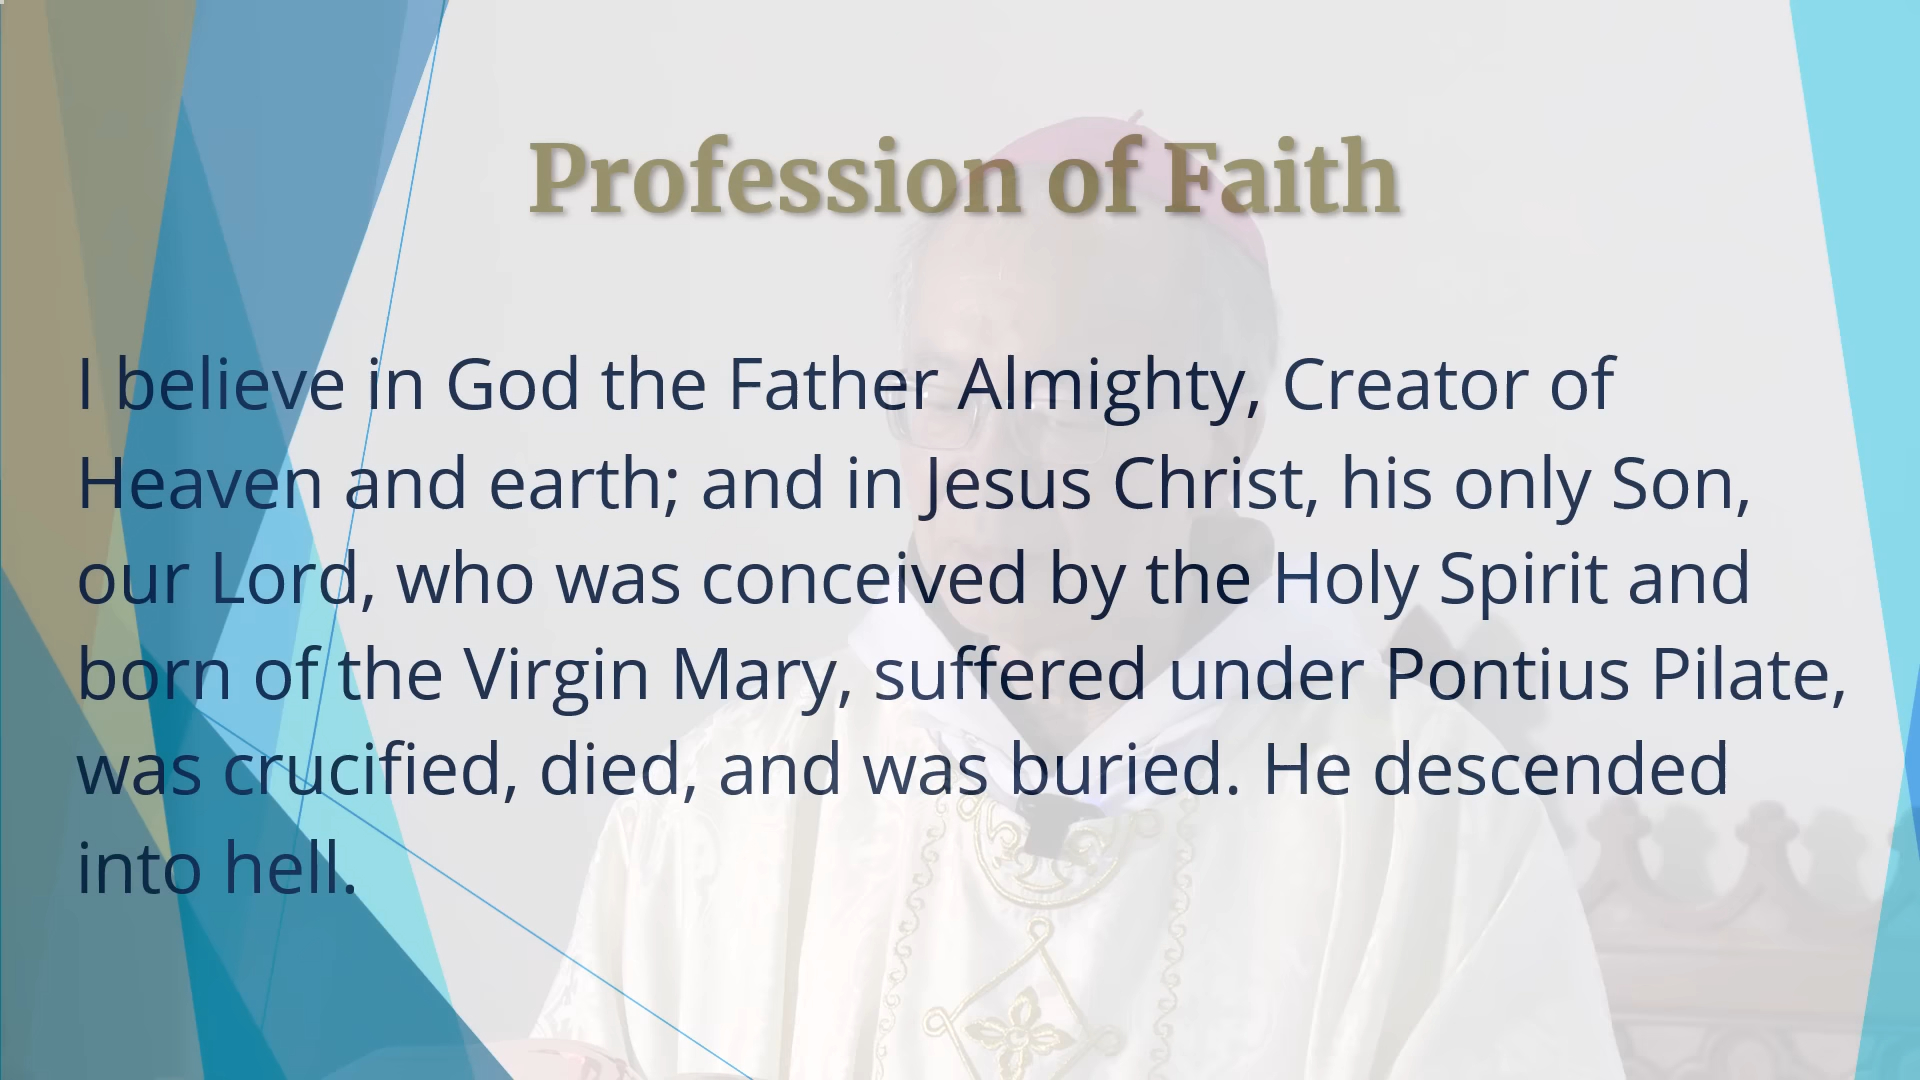 Profession of Faith
I believe in God the Father Almighty, Creator of
Heaven and earth; and in Jesus Christ, his only Son,
our Lord, who was conceived by the Holy Spirit and
born of the Virgin Mary, suffered under Pontius Pilate,
was crucified, died, and was buried. He descended
into hell.